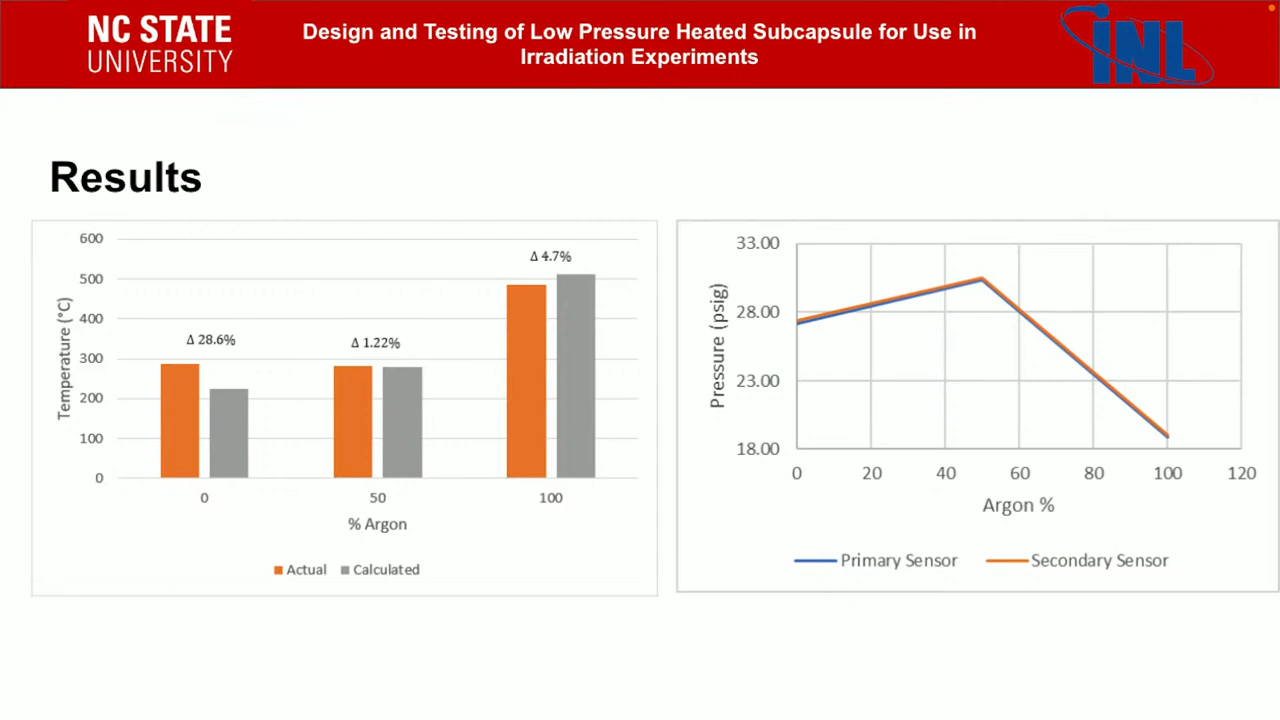 NC STATE
UNIVERSITY
Design and Testing of Low Pressure Heated Subcapsule for Use in
Irradiation Experiments
INL
Results
600
500
400
300
200
100
0
Temperature (°C)
Δ 28.6%
Δ 1.22%
Δ 4.7%
0
50
100
% Argon
Actual
Calculated
33.00
28.00
23.00
18.00
Pressure (psig)
0
20
40
60
80
100
120
Argon %
Primary Sensor
Secondary Sensor